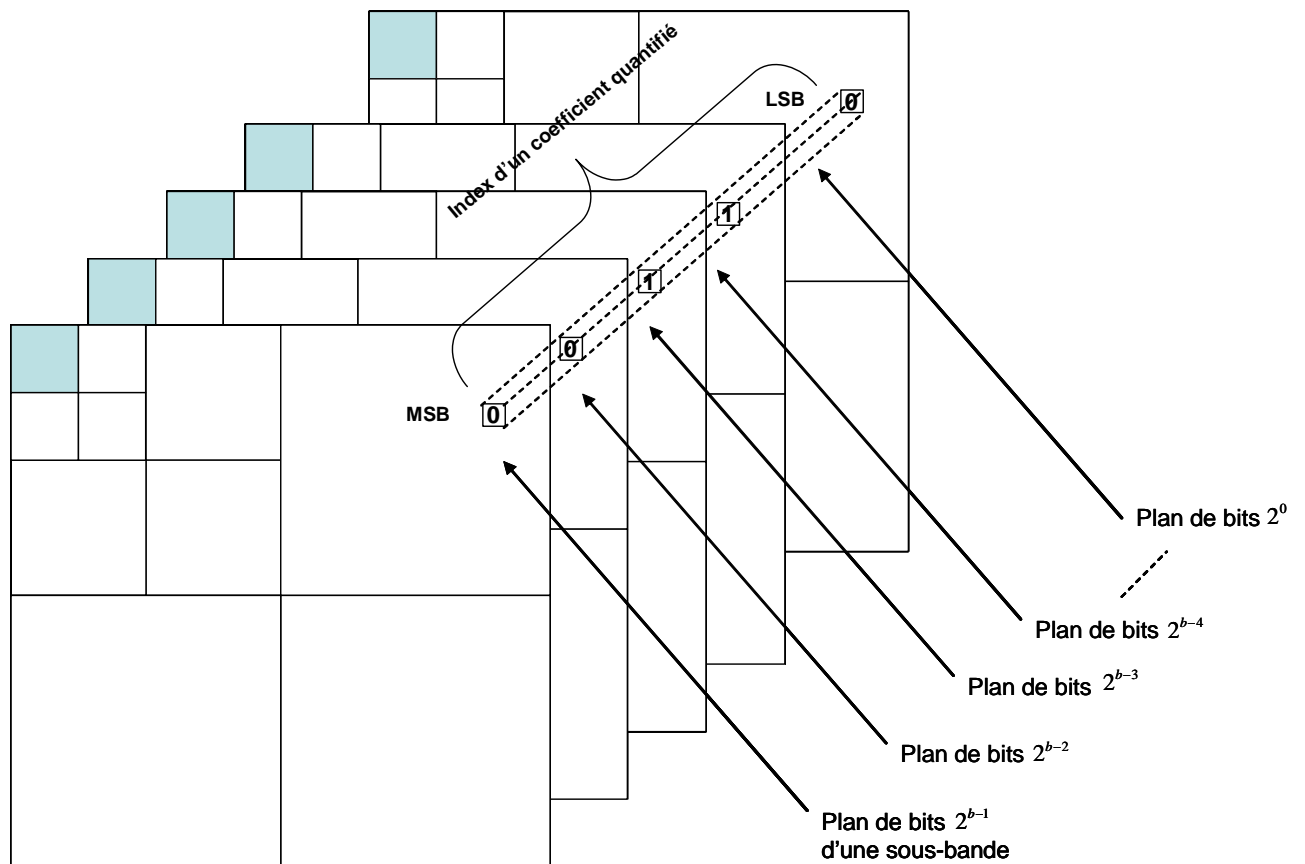 Index d'un coefficient quantifié
LSB
0
1
1
0
MSB
0
Plan de bits 2^0
Plan de bits 2^{b-4}
Plan de bits 2^{b-3}
Plan de bits 2^{b-2}
Plan de bits 2^{b-1}
d'une sous-bande